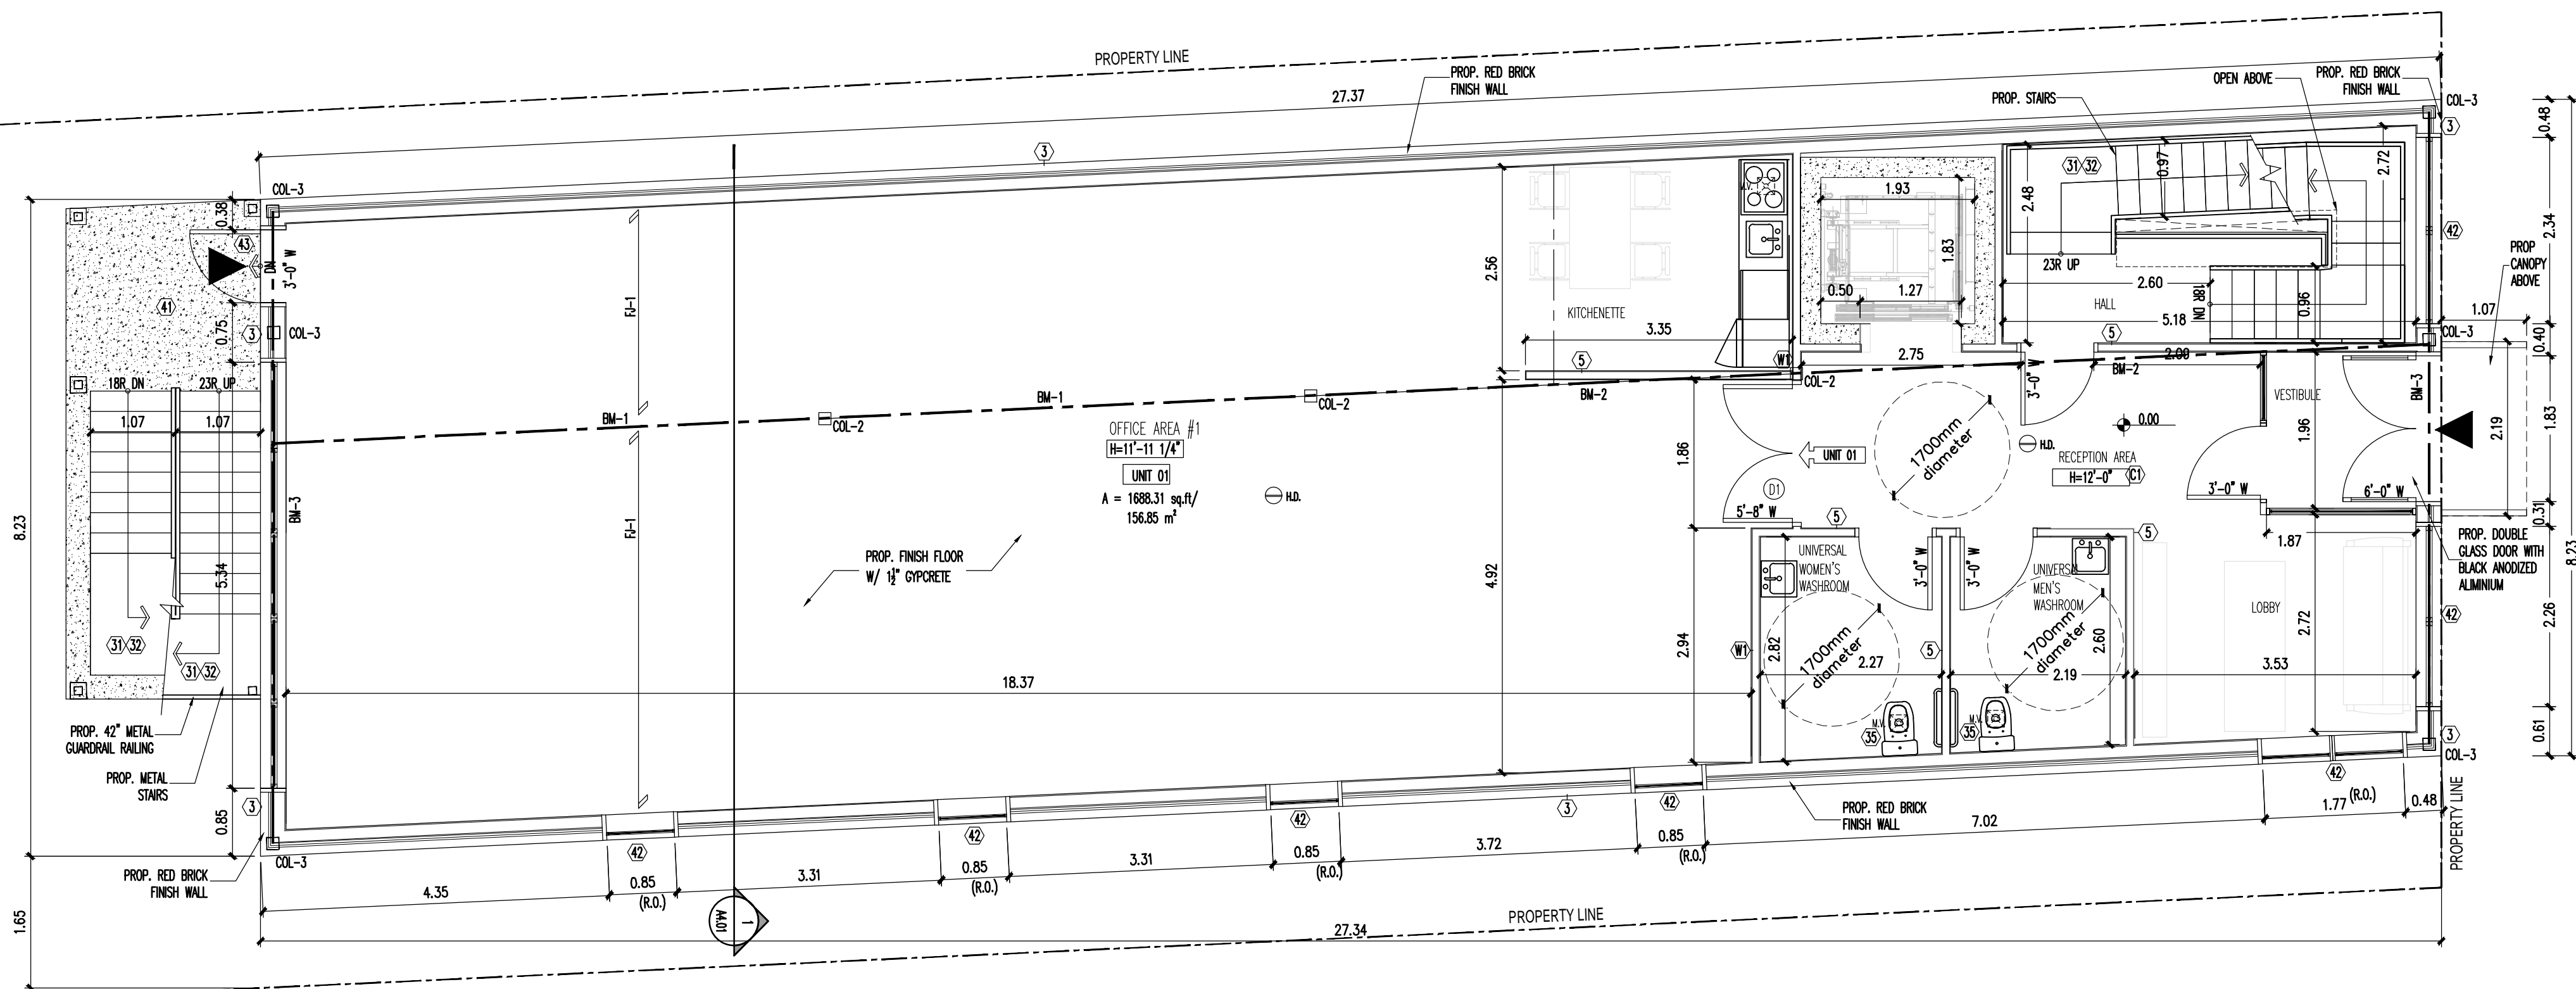 PROPERTY LINE
27.37
PROP. RED BRICK
FINISH WALL
PROP. STAIRS
OPEN ABOVE
PROP. RED BRICK
FINISH WALL
COL-3
0.48
3
3
COL-3
0.38
43
DN
3'-0" W
41
0.75
3
COL-3
FJ-1
2.56
KITCHENETTE
M.V.
3.35
5
W1
1.93
1.83
0.50
1.27
2.75
2.48
31
32
0.97
2.72
23R UP
2.60
18R DN
HALL
0.96
5.18
5
42
2.34
PROP
CANOPY
ABOVE
1.07
COL-3
0.40
18R DN
23R UP
1.07
1.07
BM-1
BM-1
COL-2
COL-2
BM-2
COL-2
3'-0" W
2.09
BM-2
VESTIBULE
BM-3
1.83
2.19
1.96
OFFICE AREA #1
H=11'-11 1/4"
UNIT 01
A = 1688.31 sq.ft/
156.85 m²
H.D.
1.86
UNIT 01
1700mm
diameter
H.D.
0.00
RECEPTION AREA
H=12'-0"
C1
3'-0" W
6'-0" W
D1
5'-8" W
5
5
0.31
1.87
8.23
BM-3
FJ-1
8.23
5.34
PROP. FINISH FLOOR
W/ 1½" GYPCRETE
4.92
UNIVERSAL
WOMEN'S
WASHROOM
3'-0" W
3'-0" W
UNIVERSAL
MEN'S
WASHROOM
LOBBY
PROP. DOUBLE
GLASS DOOR WITH
BLACK ANODIZED
ALIMINIUM
42
2.26
31
32
31
32
2.94
W1
2.82
1700mm
diameter
2.27
5
1700mm
diameter
2.60
2.19
2.72
3.53
18.37
M.V.
35
M.V.
35
0.61
3
COL-3
PROP. 42" METAL
GUARDRAIL RAILING
PROP. METAL
STAIRS
3
0.85
COL-3
PROP. RED BRICK
FINISH WALL
42
42
42
3
42
PROP. RED BRICK
FINISH WALL
42
4.35
0.85
(R.O.)
3.31
0.85
(R.O.)
3.31
0.85
(R.O.)
3.72
0.85
(R.O.)
7.02
1.77
(R.O.)
0.48
PROPERTY LINE
1.65
1
A4.01
PROPERTY LINE
27.34